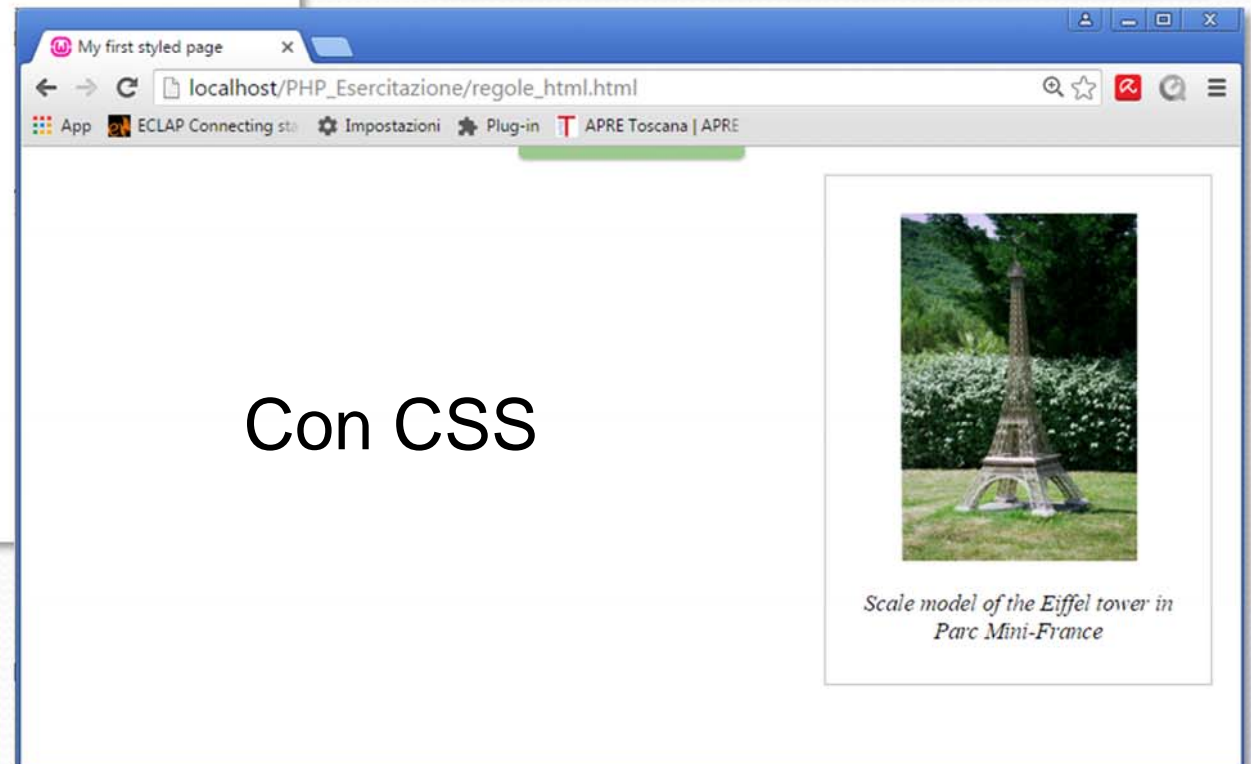 My first styled page
localhost/PHP_Esercitazione/regole_html.html
App ECLAP Connecting sta Impostazioni Plug-in APRE Toscana | APRE
Con CSS
Scale model of the Eiffel tower in
Parc Mini-France